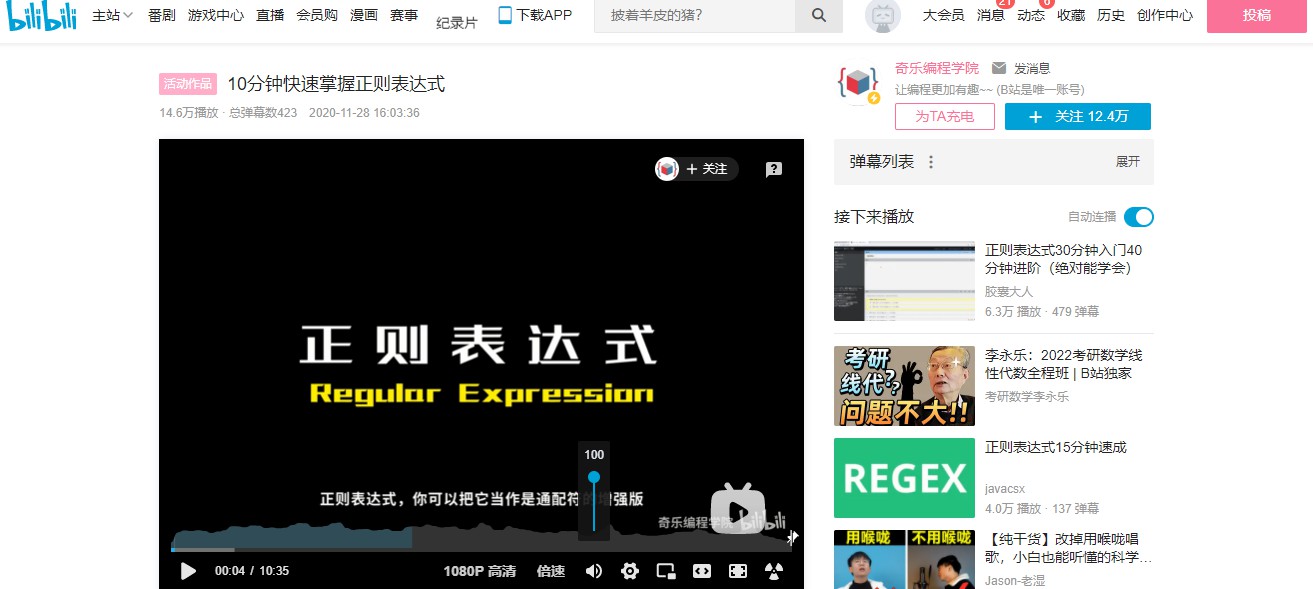 bilibili
主站 番剧 游戏中心 直播 会员购 漫画 赛事 纪录片 下载APP 披着羊皮的猪? 大会员 消息 21 动态 6 收藏 历史 创作中心 投稿
活动作品 10分钟快速掌握正则表达式
14.6万播放 · 总弹幕数423 2020-11-28 16:03:36
奇乐编程学院 发消息
让编程更加有趣~~ (B站是唯一账号)
为TA充电 + 关注 12.4万
+ 关注
正则表达式
Regular Expression
100
正则表达式，你可以把它当作是通配符的增强版
奇乐编程学院 bilibili
00:04 / 10:35 1080P 高清 倍速
弹幕列表 展开
接下来播放 自动连播
正则表达式30分钟入门40
分钟进阶（绝对能学会）
胶囊大人
6.3万 播放 · 479 弹幕
考研
线代??
问题不大!!
李永乐：2022考研数学线
性代数全程班 | B站独家
考研数学李永乐
REGEX
正则表达式15分钟速成
javacsx
4.0万 播放 · 137 弹幕
用喉咙 不用喉咙
【纯干货】改掉用喉咙唱
歌，小白也能听懂的科学...
Jason-老湿